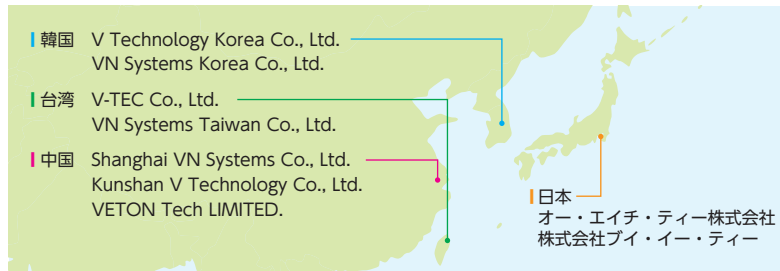 韓国 V Technology Korea Co., Ltd.
VN Systems Korea Co., Ltd.
台湾 V-TEC Co., Ltd.
VN Systems Taiwan Co., Ltd.
中国 Shanghai VN Systems Co., Ltd.
Kunshan V Technology Co., Ltd.
VETON Tech LIMITED.
日本
オー・エイチ・ティー株式会社
株式会社ブイ・イー・ティー